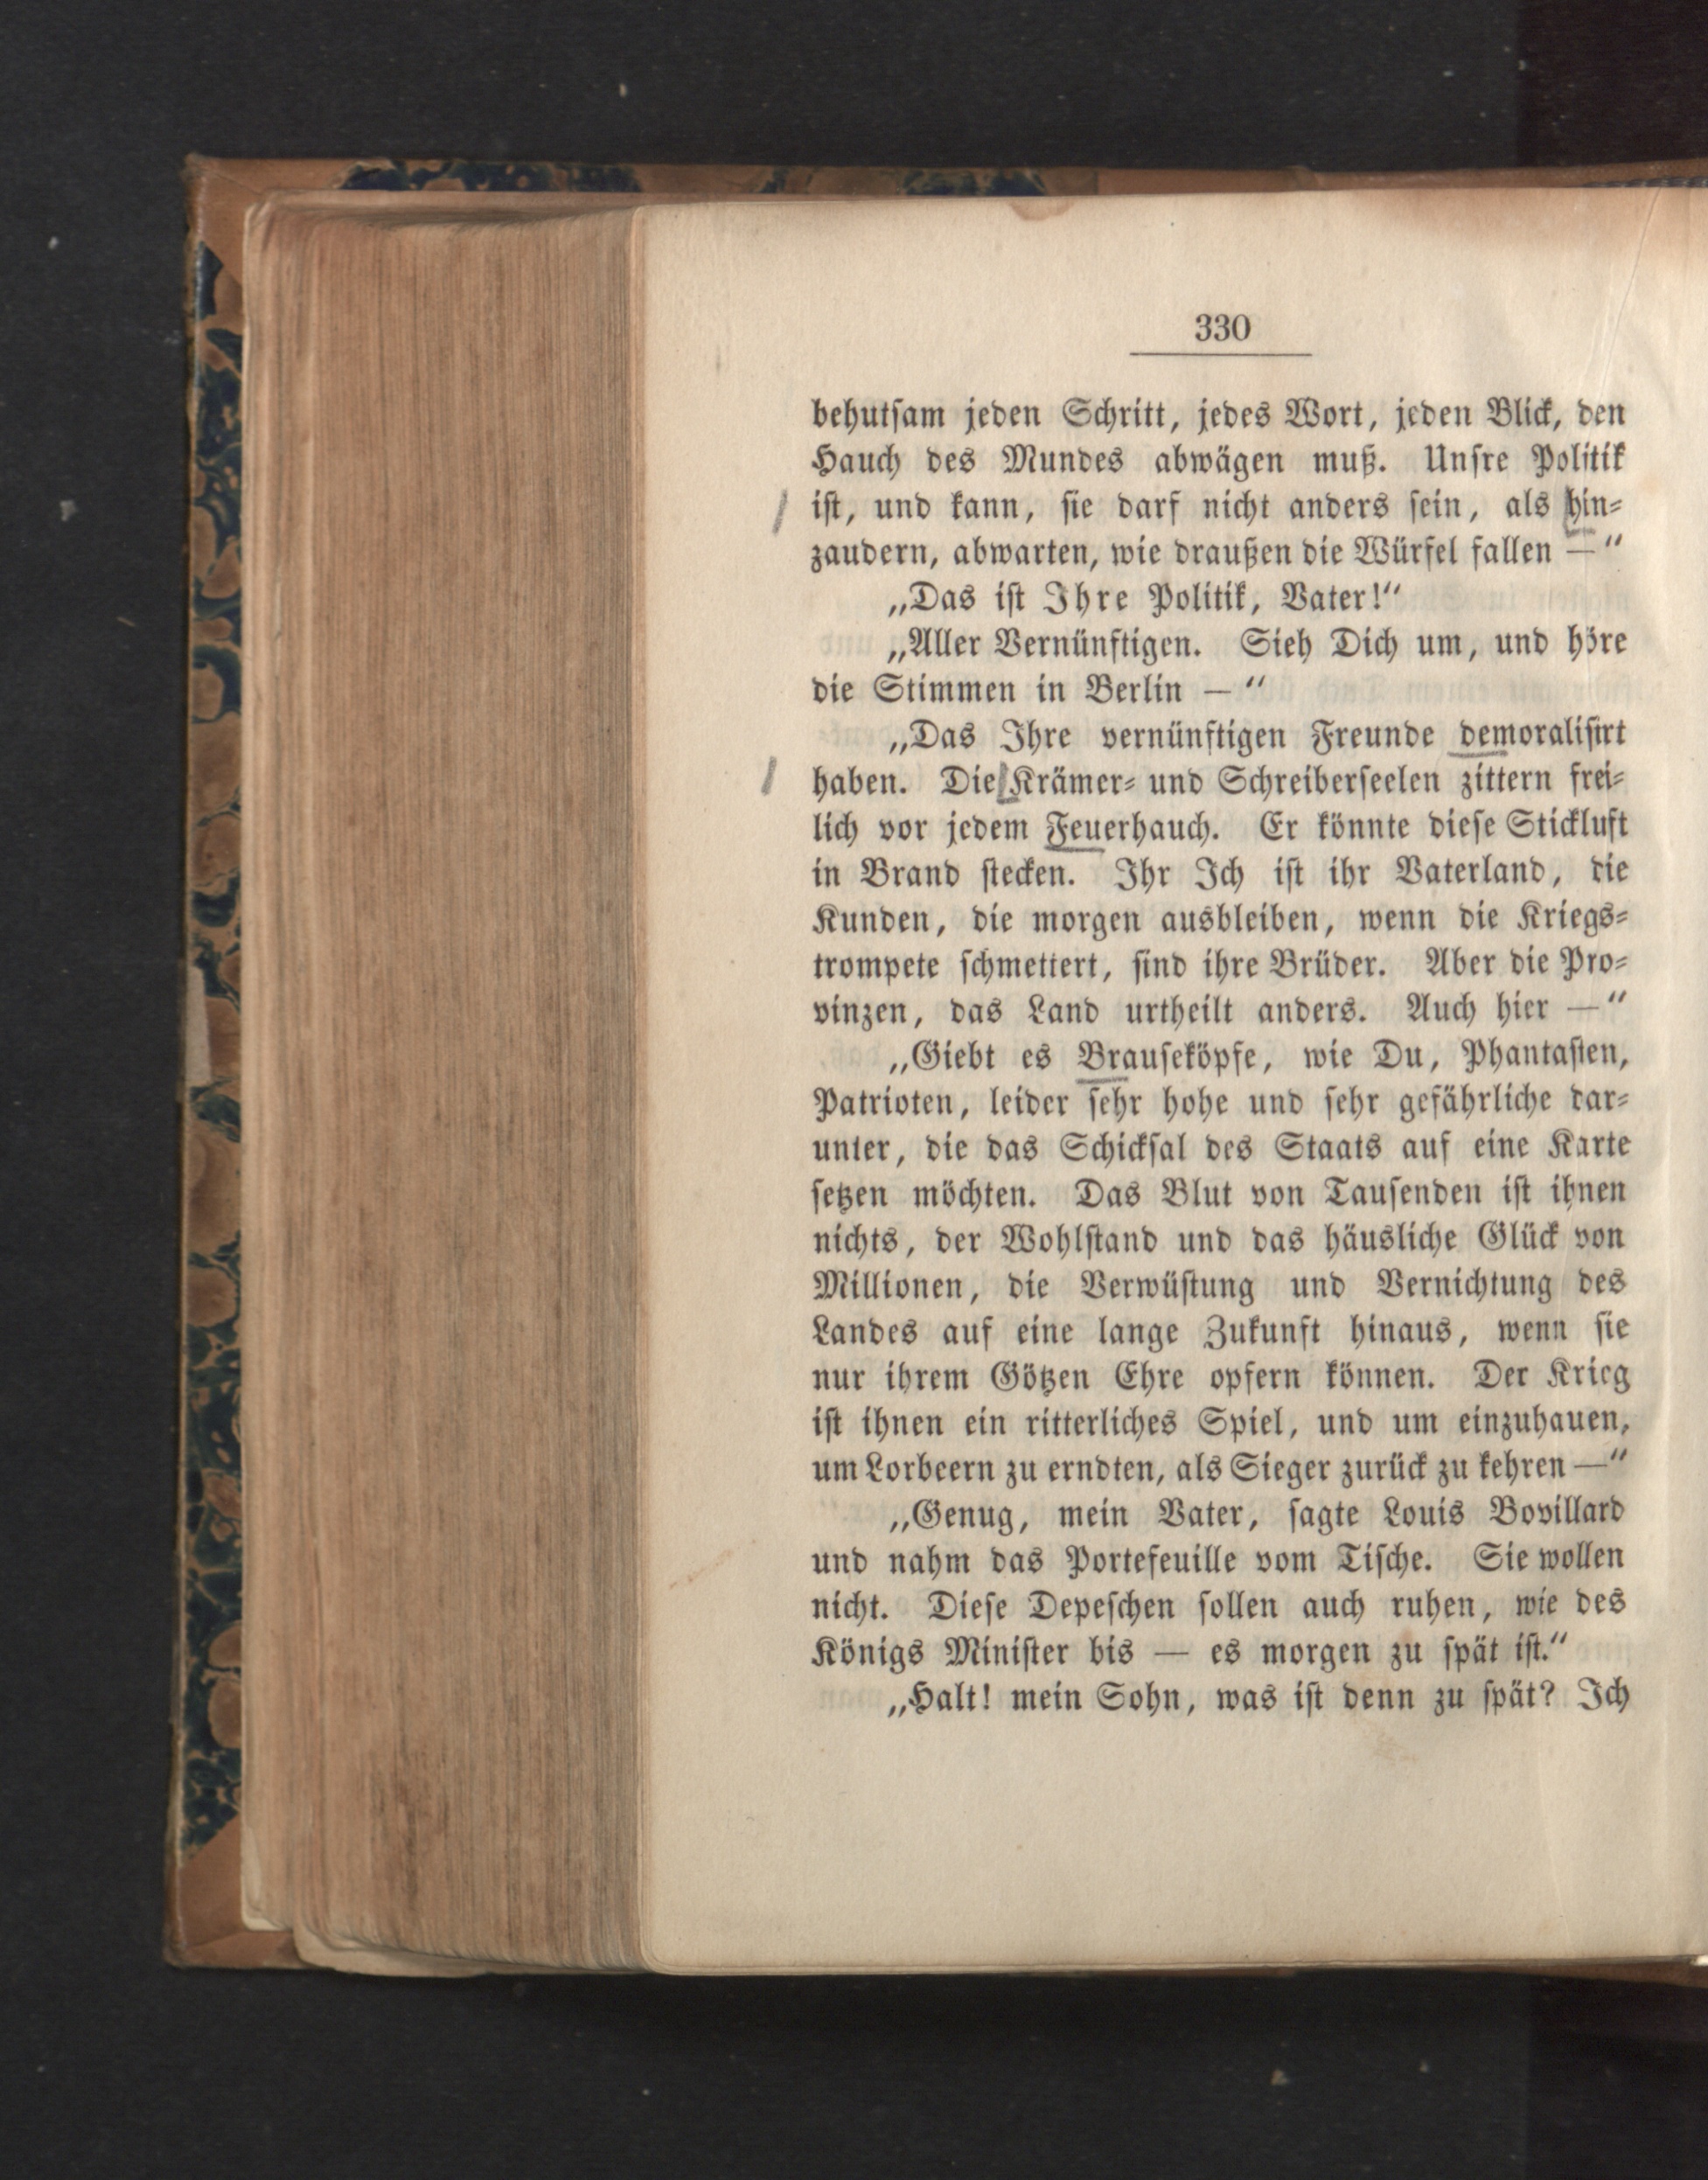 330
behutsam jeden Schritt, jedes Wort, jeden Blick, den
Hauch des Mundes abwägen muß. Unsre Politik
ist, und kann, sie darf nicht anders sein, als hin-
zaudern, abwarten, wie draußen die Würfel fallen —“
„Das ist Ihre Politik, Vater!“
„Aller Vernünftigen. Sieh Dich um, und höre
die Stimmen in Berlin — “
„Das Ihre vernünftigen Freunde demoralisirt
haben. Die Krämer- und Schreiberseelen zittern frei-
lich vor jedem Feuerhauch. Er könnte diese Stickluft
in Brand stecken. Ihr Ich ist ihr Vaterland, die
Kunden, die morgen ausbleiben, wenn die Kriegs-
trompete schmettert, sind ihre Brüder. Aber die Pro-
vinzen, das Land urtheilt anders. Auch hier —“
„Giebt es Brauseköpfe, wie Du, Phantasten,
Patrioten, leider sehr hohe und sehr gefährliche dar-
unter, die das Schicksal des Staats auf eine Karte
setzen möchten. Das Blut von Tausenden ist ihnen
nichts, der Wohlstand und das häusliche Glück von
Millionen, die Verwüstung und Vernichtung des
Landes auf eine lange Zukunft hinaus, wenn sie
nur ihrem Götzen Ehre opfern können. Der Krieg
ist ihnen ein ritterliches Spiel, und um einzuhauen,
um Lorbeern zu erndten, als Sieger zurück zu kehren —“
„Genug, mein Vater, sagte Louis Bovillard
und nahm das Portefeuille vom Tische. Sie wollen
nicht. Diese Depeschen sollen auch ruhen, wie des
Königs Minister bis — es morgen zu spät ist.“
„Halt! mein Sohn, was ist denn zu spät? Ich